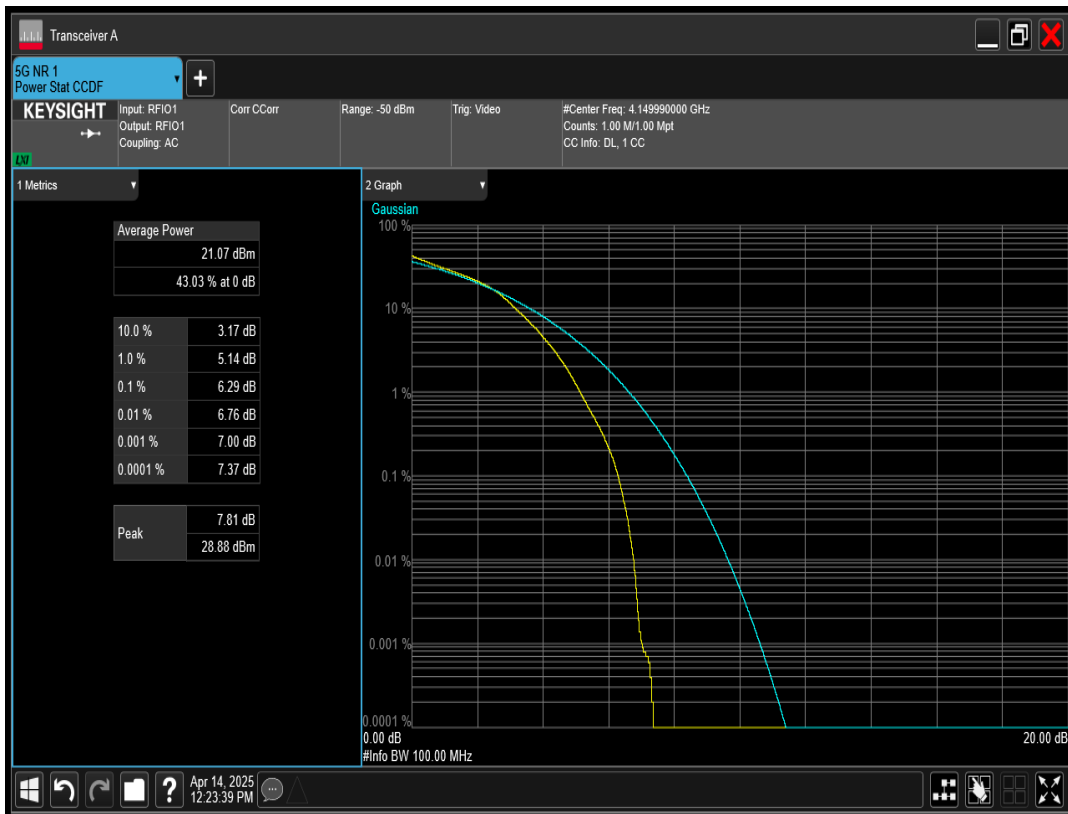 Transceiver A
5G NR 1
Power Stat CCDF
+
KEYSIGHT
LXI
Input: RFIO1
Output: RFIO1
Coupling: AC
Corr CCorr
Range: -50 dBm
Trig: Video
#Center Freq: 4.149990000 GHz
Counts: 1.00 M/1.00 Mpt
CC Info: DL, 1 CC
1 Metrics
Average Power
21.07 dBm
43.03 % at 0 dB
10.0 % 3.17 dB
1.0 % 5.14 dB
0.1 % 6.29 dB
0.01 % 6.76 dB
0.001 % 7.00 dB
0.0001 % 7.37 dB
Peak
7.81 dB
28.88 dBm
2 Graph
Gaussian
100 %
10 %
1 %
0.1 %
0.01 %
0.001 %
0.0001 %
0.00 dB 20.00 dB
#Info BW 100.00 MHz
?
Apr 14, 2025
12:23:39 PM